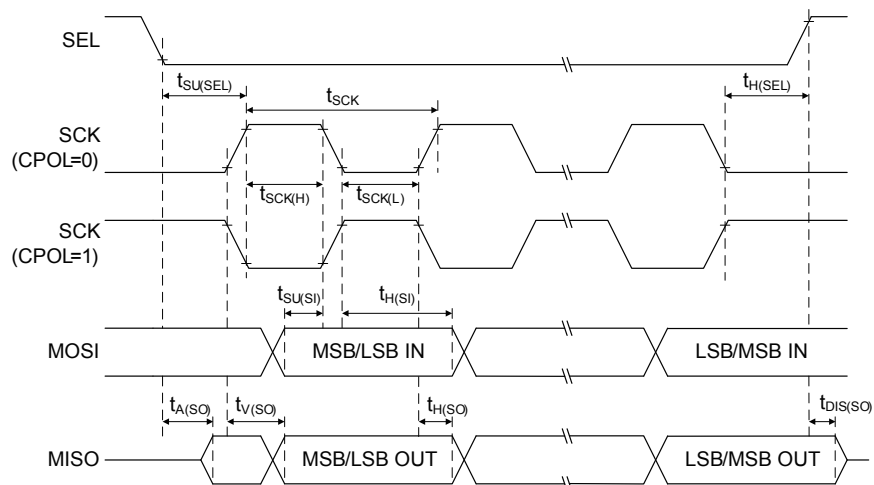 SEL
tSU(SEL)
tSCK
tH(SEL)
SCK
(CPOL=0)
tSCK(H)
tSCK(L)
SCK
(CPOL=1)
tSU(SI)
tH(SI)
MOSI
MSB/LSB IN
LSB/MSB IN
tA(SO)
tV(SO)
tH(SO)
tDIS(SO)
MISO
MSB/LSB OUT
LSB/MSB OUT